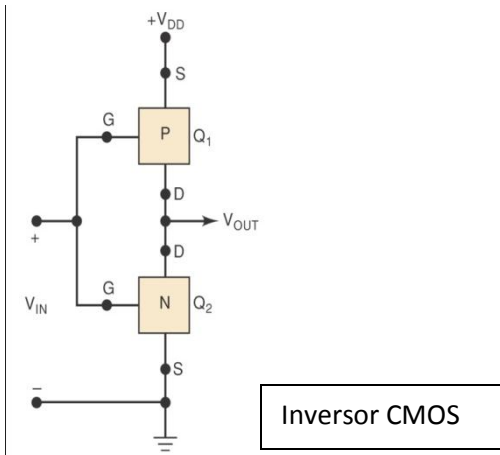 +VDD
S
G
P Q1
D
+ VOUT
D
G
VIN N Q2
S
−
Inversor CMOS